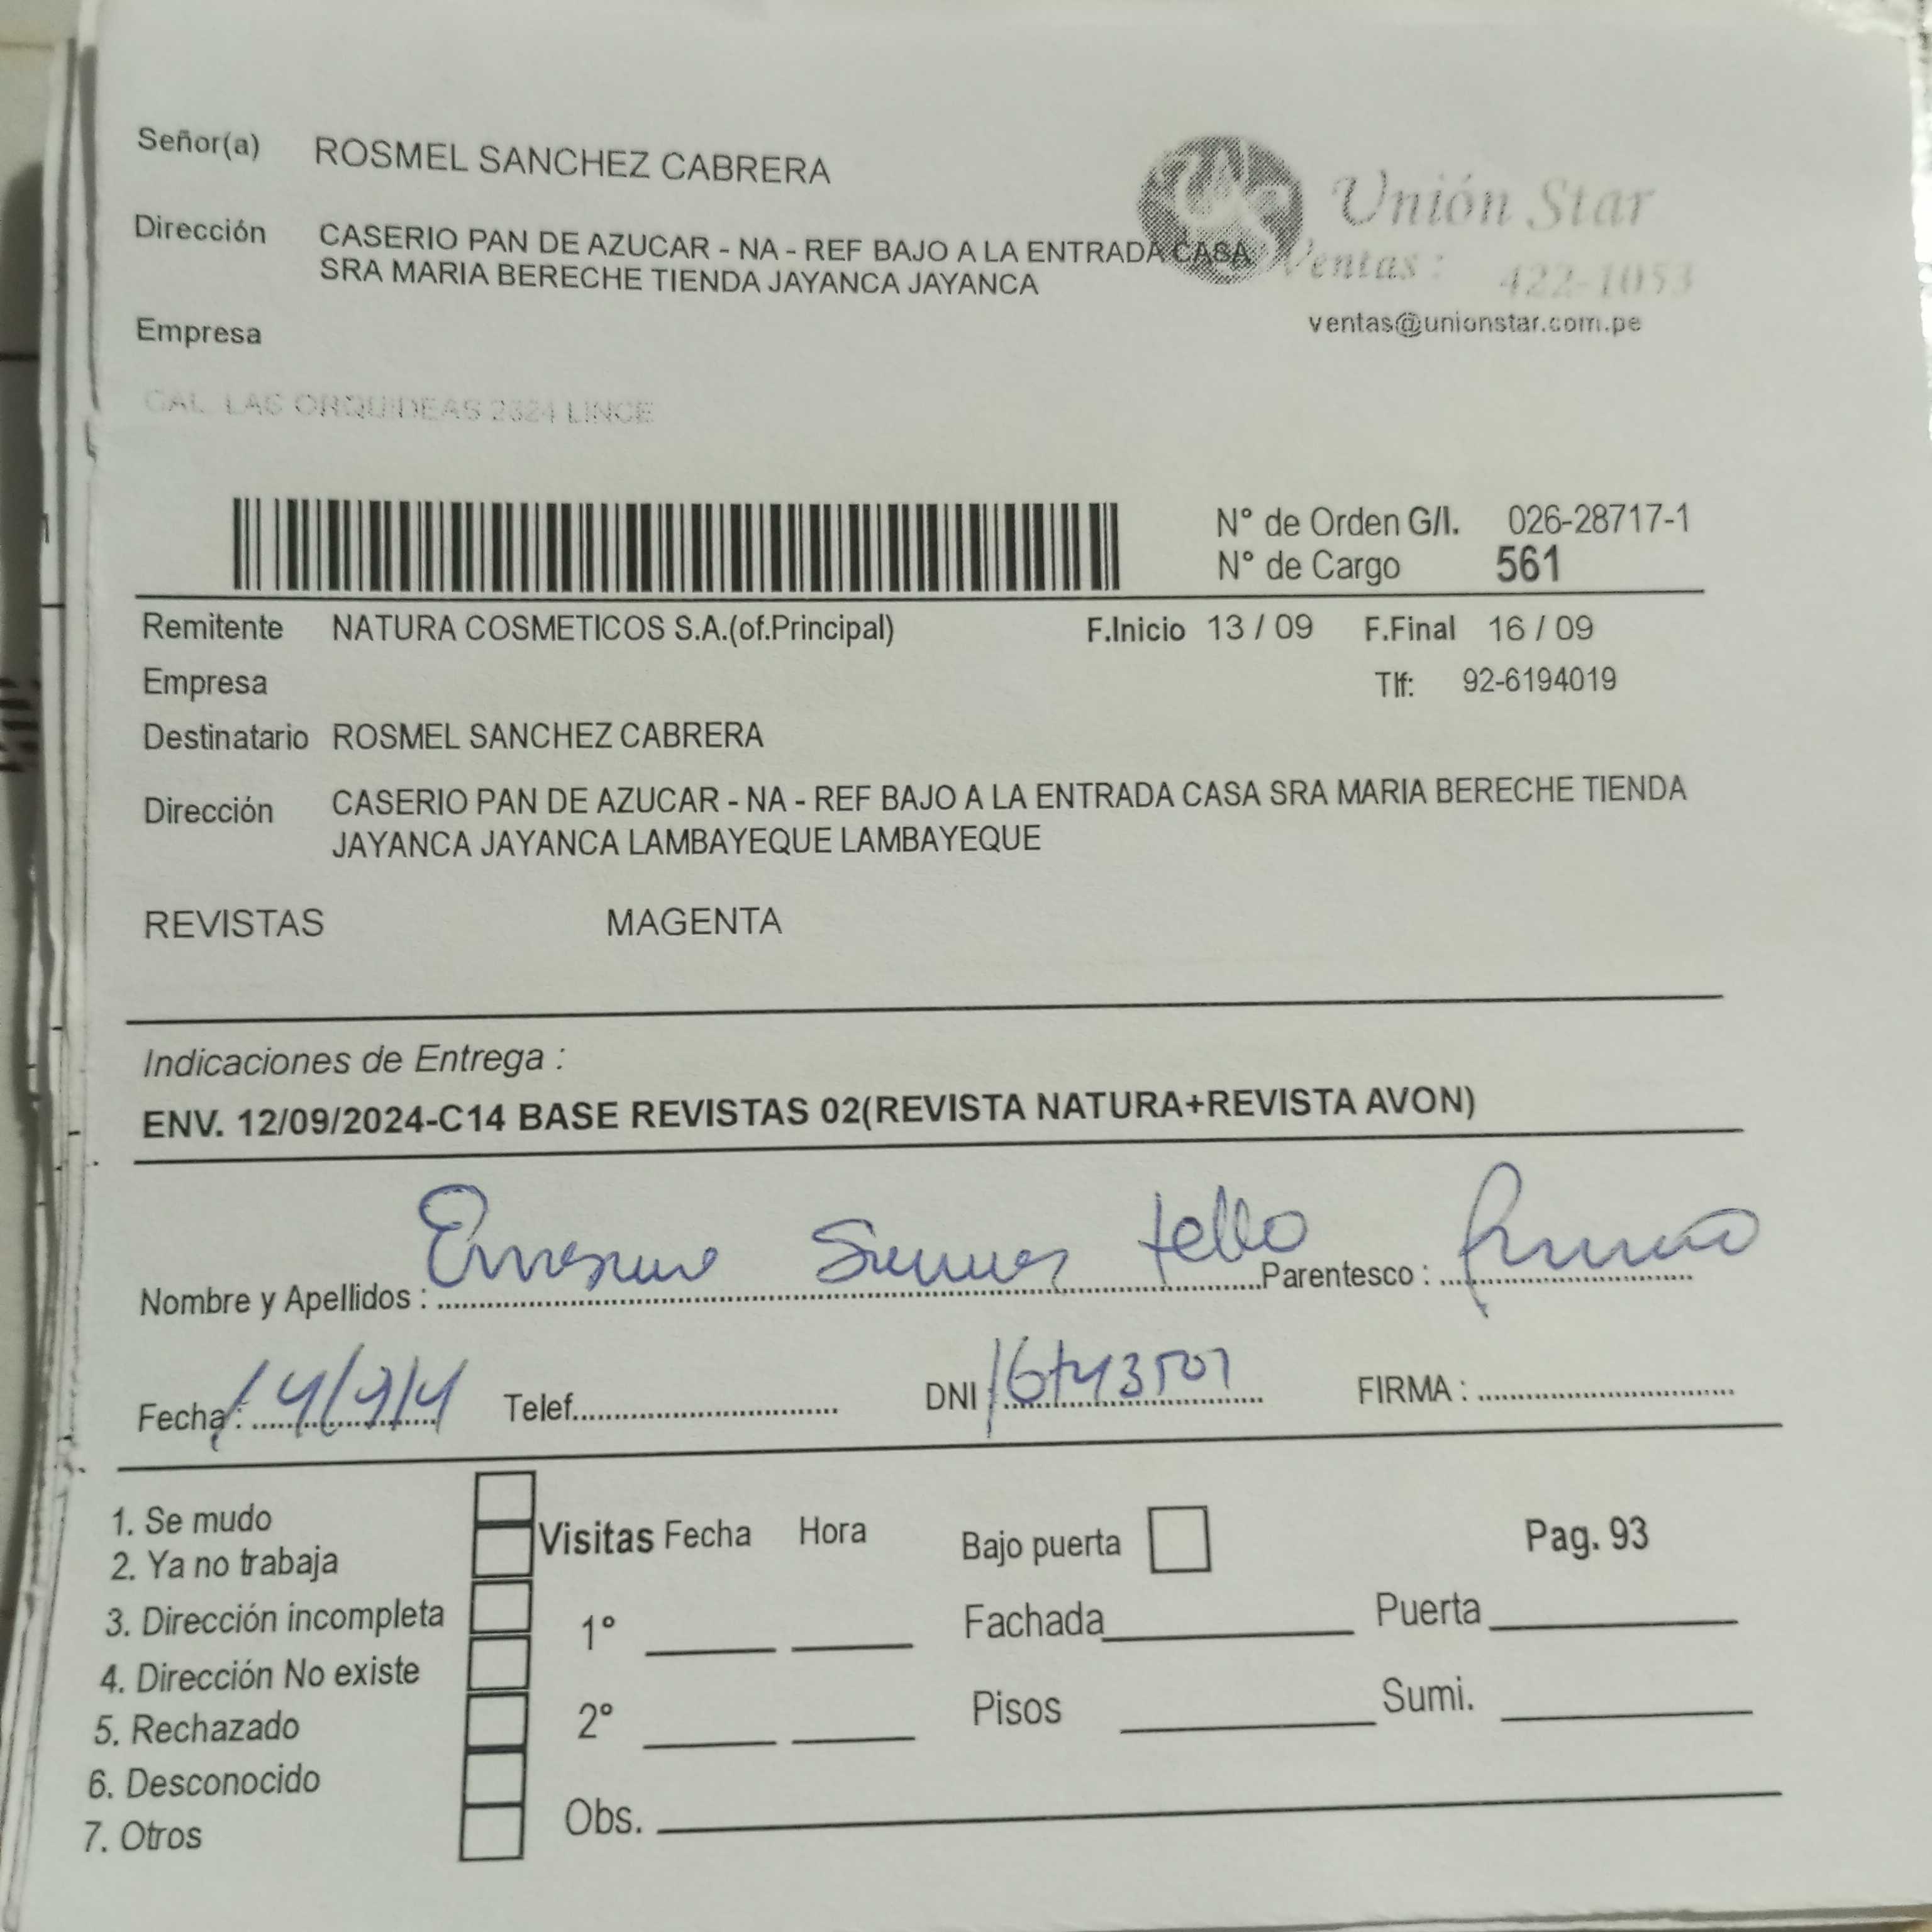 Señor(a) ROSMEL SANCHEZ CABRERA
Unión Star
Dirección CASERIO PAN DE AZUCAR - NA - REF BAJO A LA ENTRADA CASA
SRA MARIA BERECHE TIENDA JAYANCA JAYANCA
Ventas : 422-1053
ventas@unionstar.com.pe
Empresa
CAL. LAS ORQUIDEAS 2624 LINCE
N° de Orden G/I. 026-28717-1
N° de Cargo 561
Remitente NATURA COSMETICOS S.A.(of.Principal) F.Inicio 13 / 09 F.Final 16 / 09
Empresa Tlf: 92-6194019
Destinatario ROSMEL SANCHEZ CABRERA
Dirección CASERIO PAN DE AZUCAR - NA - REF BAJO A LA ENTRADA CASA SRA MARIA BERECHE TIENDA
JAYANCA JAYANCA LAMBAYEQUE LAMBAYEQUE
REVISTAS MAGENTA
Indicaciones de Entrega :
ENV. 12/09/2024-C14 BASE REVISTAS 02(REVISTA NATURA+REVISTA AVON)
Nombre y Apellidos : tello Parentesco :
Fecha : Telef. DNI FIRMA :
1. Se mudo
2. Ya no trabaja
3. Dirección incompleta
4. Dirección No existe
5. Rechazado
6. Desconocido
7. Otros
Visitas Fecha Hora
1°
2°
Obs.
Bajo puerta Pag. 93
Fachada Puerta
Pisos Sumi.